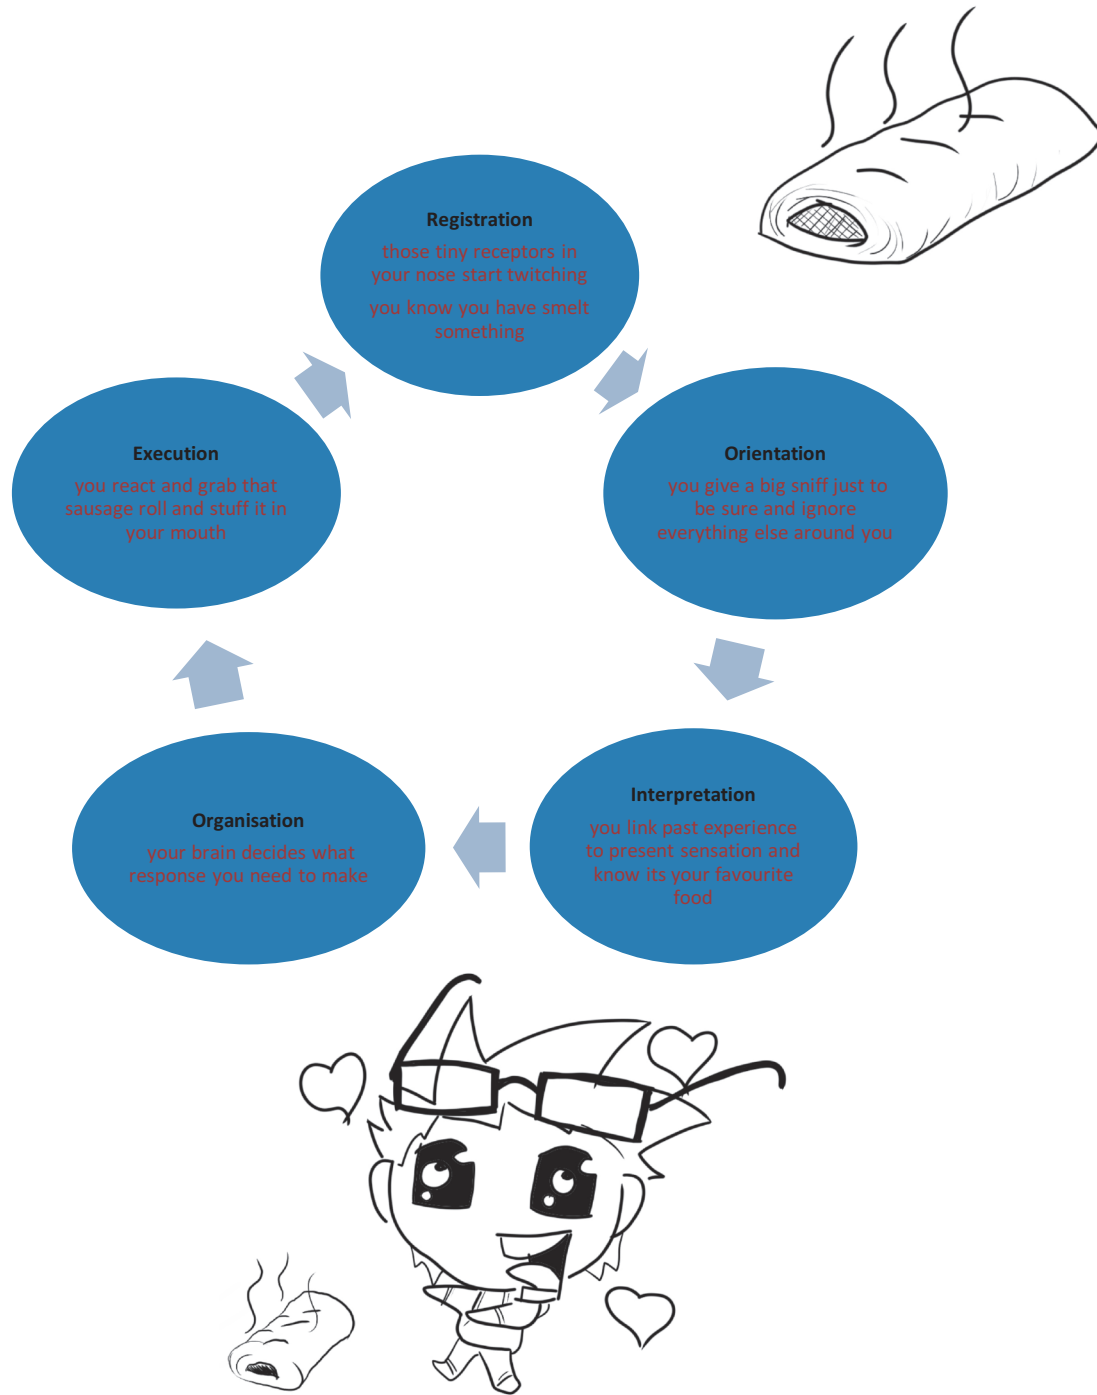 Registration
those tiny receptors in
your nose start twitching
you know you have smelt
something
Orientation
you give a big sniff just to
be sure and ignore
everything else around you
Interpretation
you link past experience
to present sensation and
know its your favourite
food
Organisation
your brain decides what
response you need to make
Execution
you react and grab that
sausage roll and stuff it in
your mouth